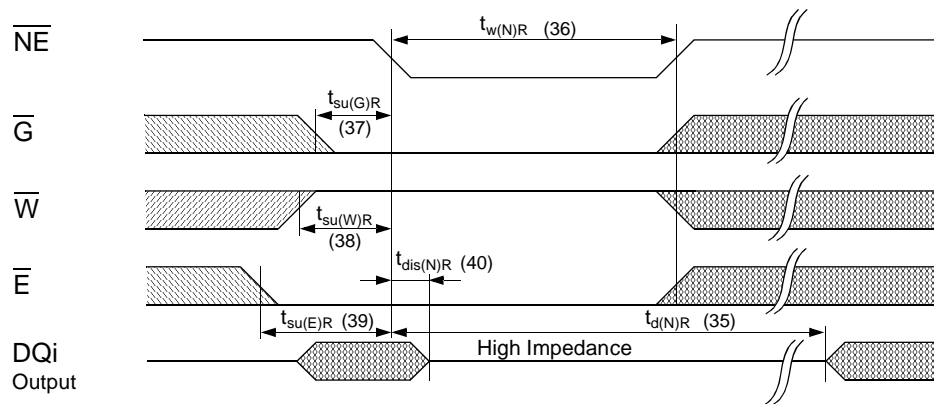 NE
t_w(N)R (36)
t_su(G)R
(37)
G
W
t_su(W)R
(38)
t_dis(N)R (40)
E
t_su(E)R (39)
t_d(N)R (35)
DQi
Output
High Impedance